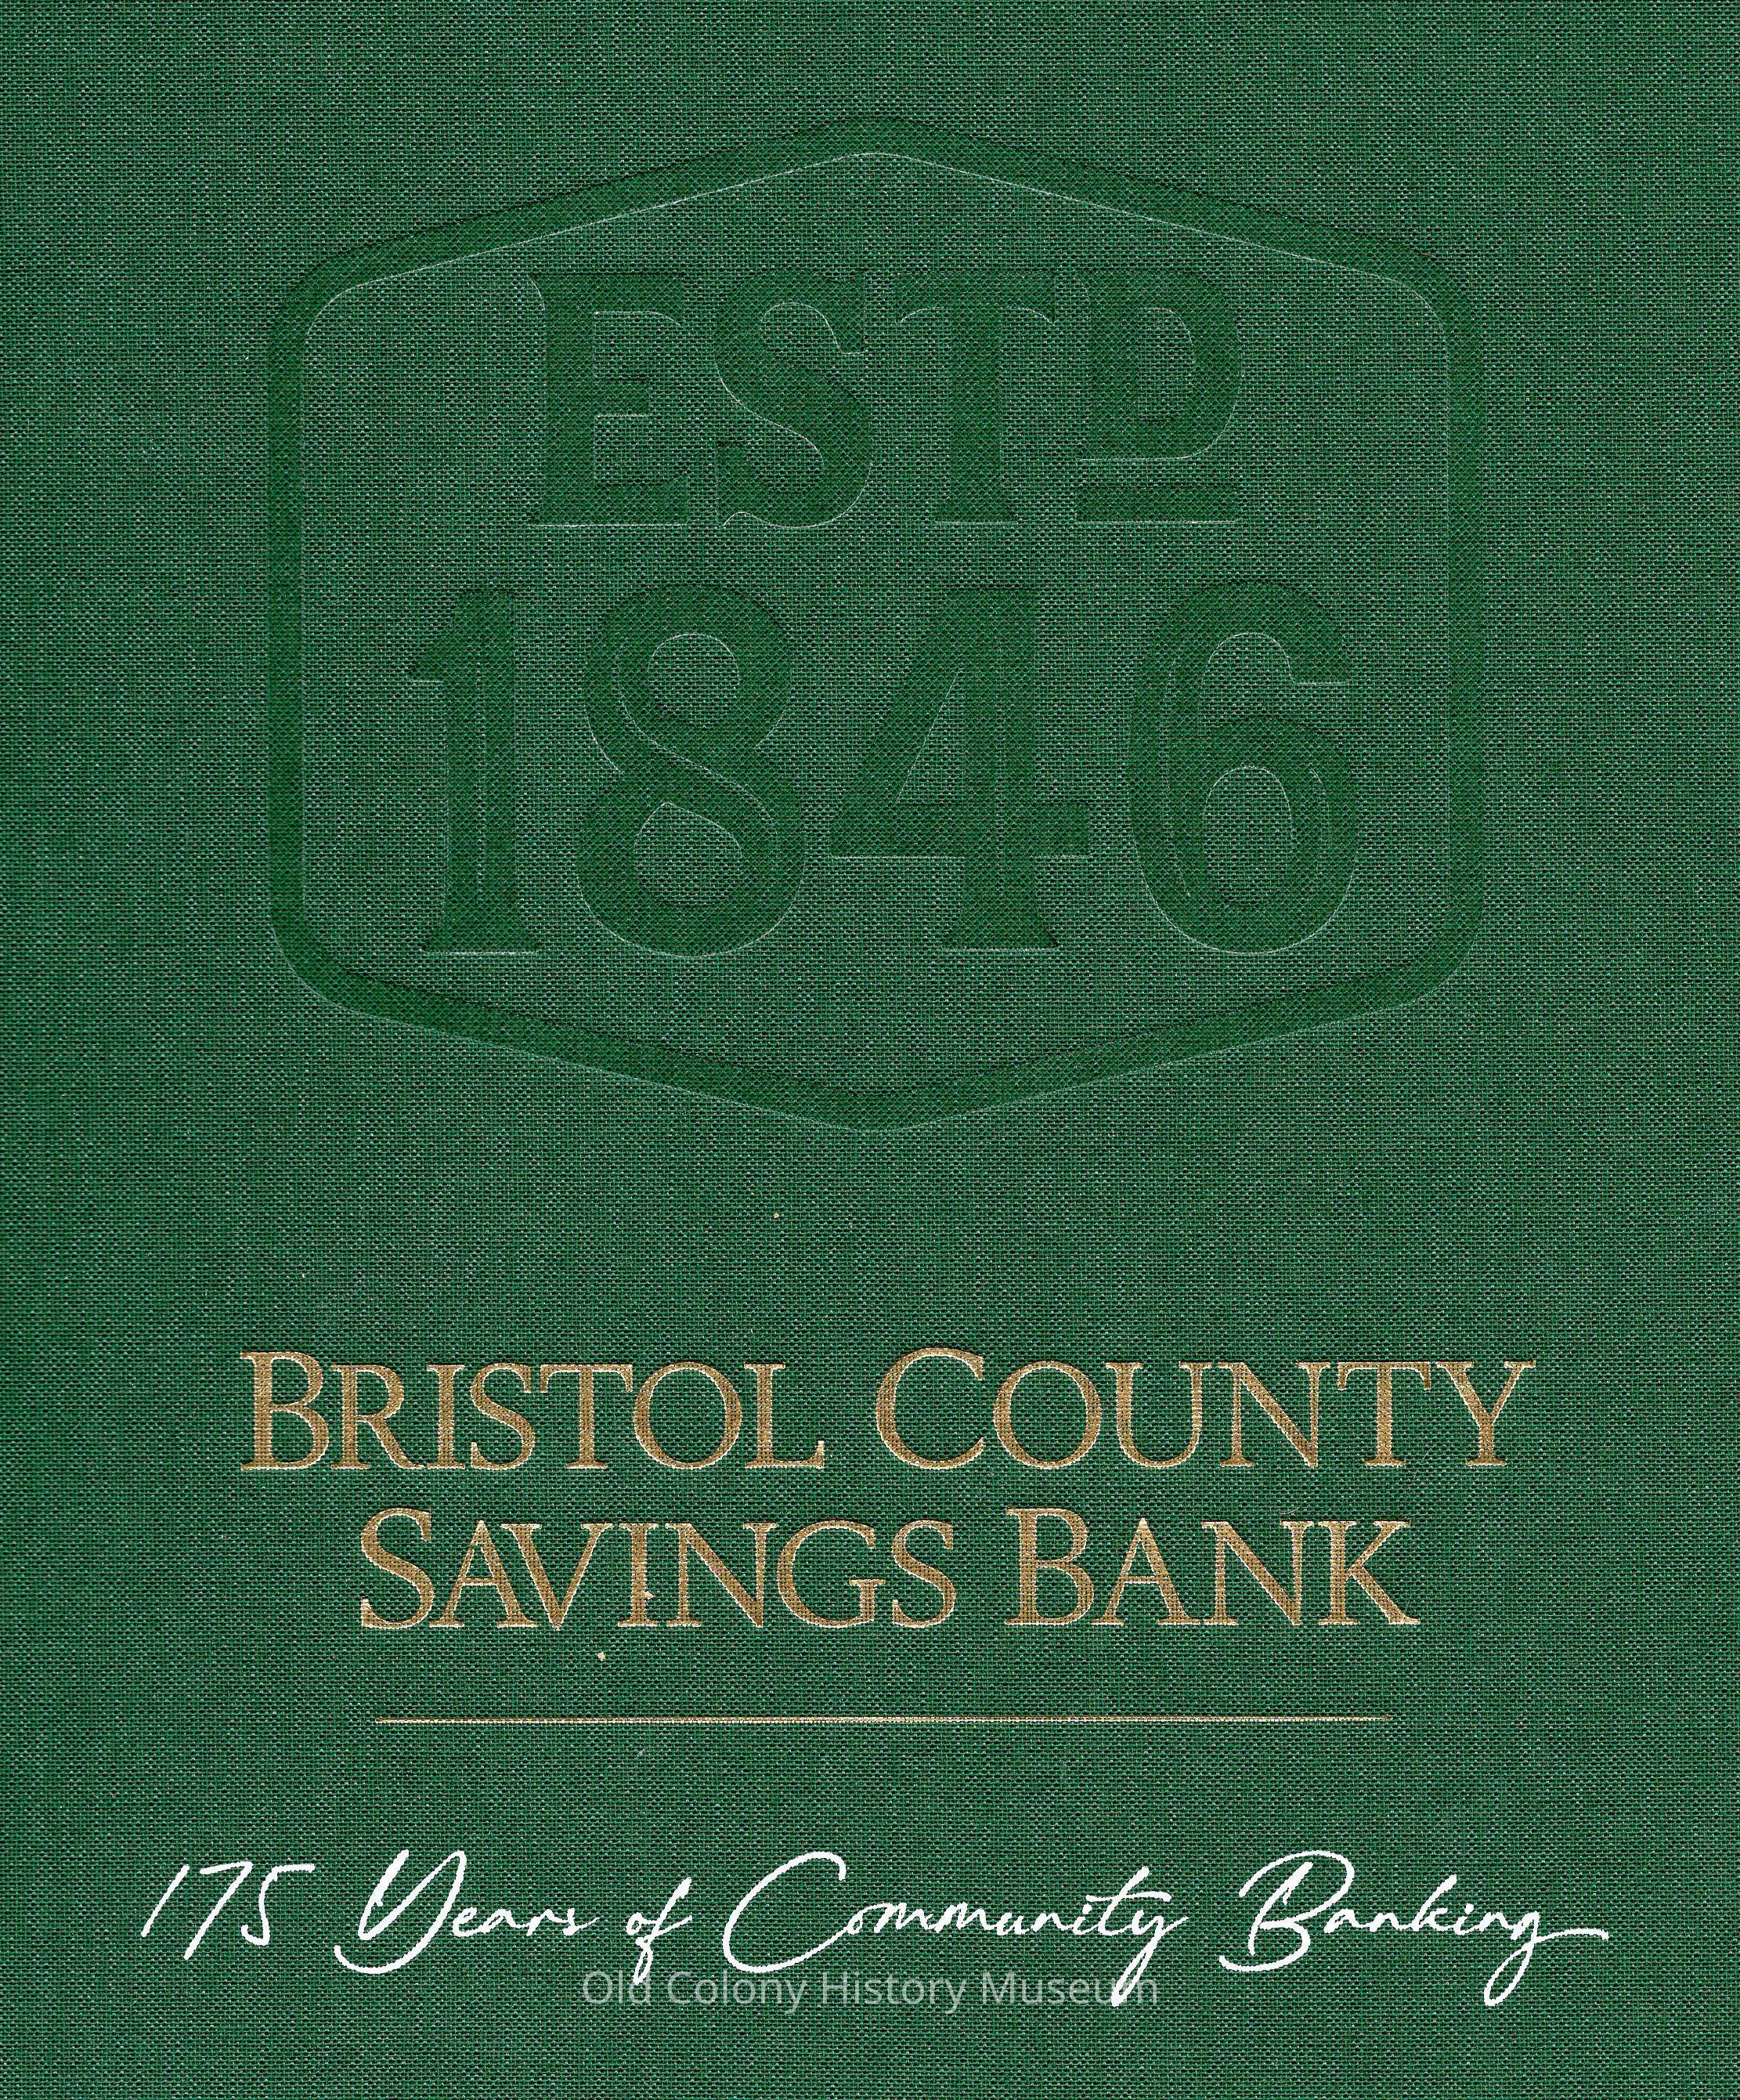 ESTD
1846
BRISTOL COUNTY
SAVINGS BANK
175 Years of Community Banking
Old Colony History Museum